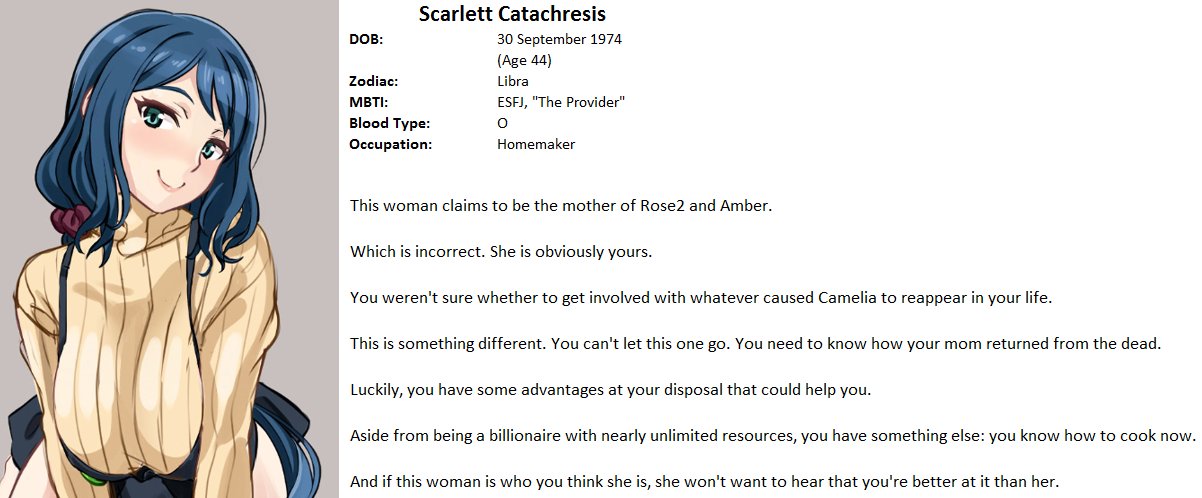 Scarlett Catachresis
DOB: 30 September 1974
(Age 44)
Zodiac: Libra
MBTI: ESFJ, "The Provider"
Blood Type: O
Occupation: Homemaker
This woman claims to be the mother of Rose2 and Amber.
Which is incorrect. She is obviously yours.
You weren't sure whether to get involved with whatever caused Camelia to reappear in your life.
This is something different. You can't let this one go. You need to know how your mom returned from the dead.
Luckily, you have some advantages at your disposal that could help you.
Aside from being a billionaire with nearly unlimited resources, you have something else: you know how to cook now.
And if this woman is who you think she is, she won't want to hear that you're better at it than her.